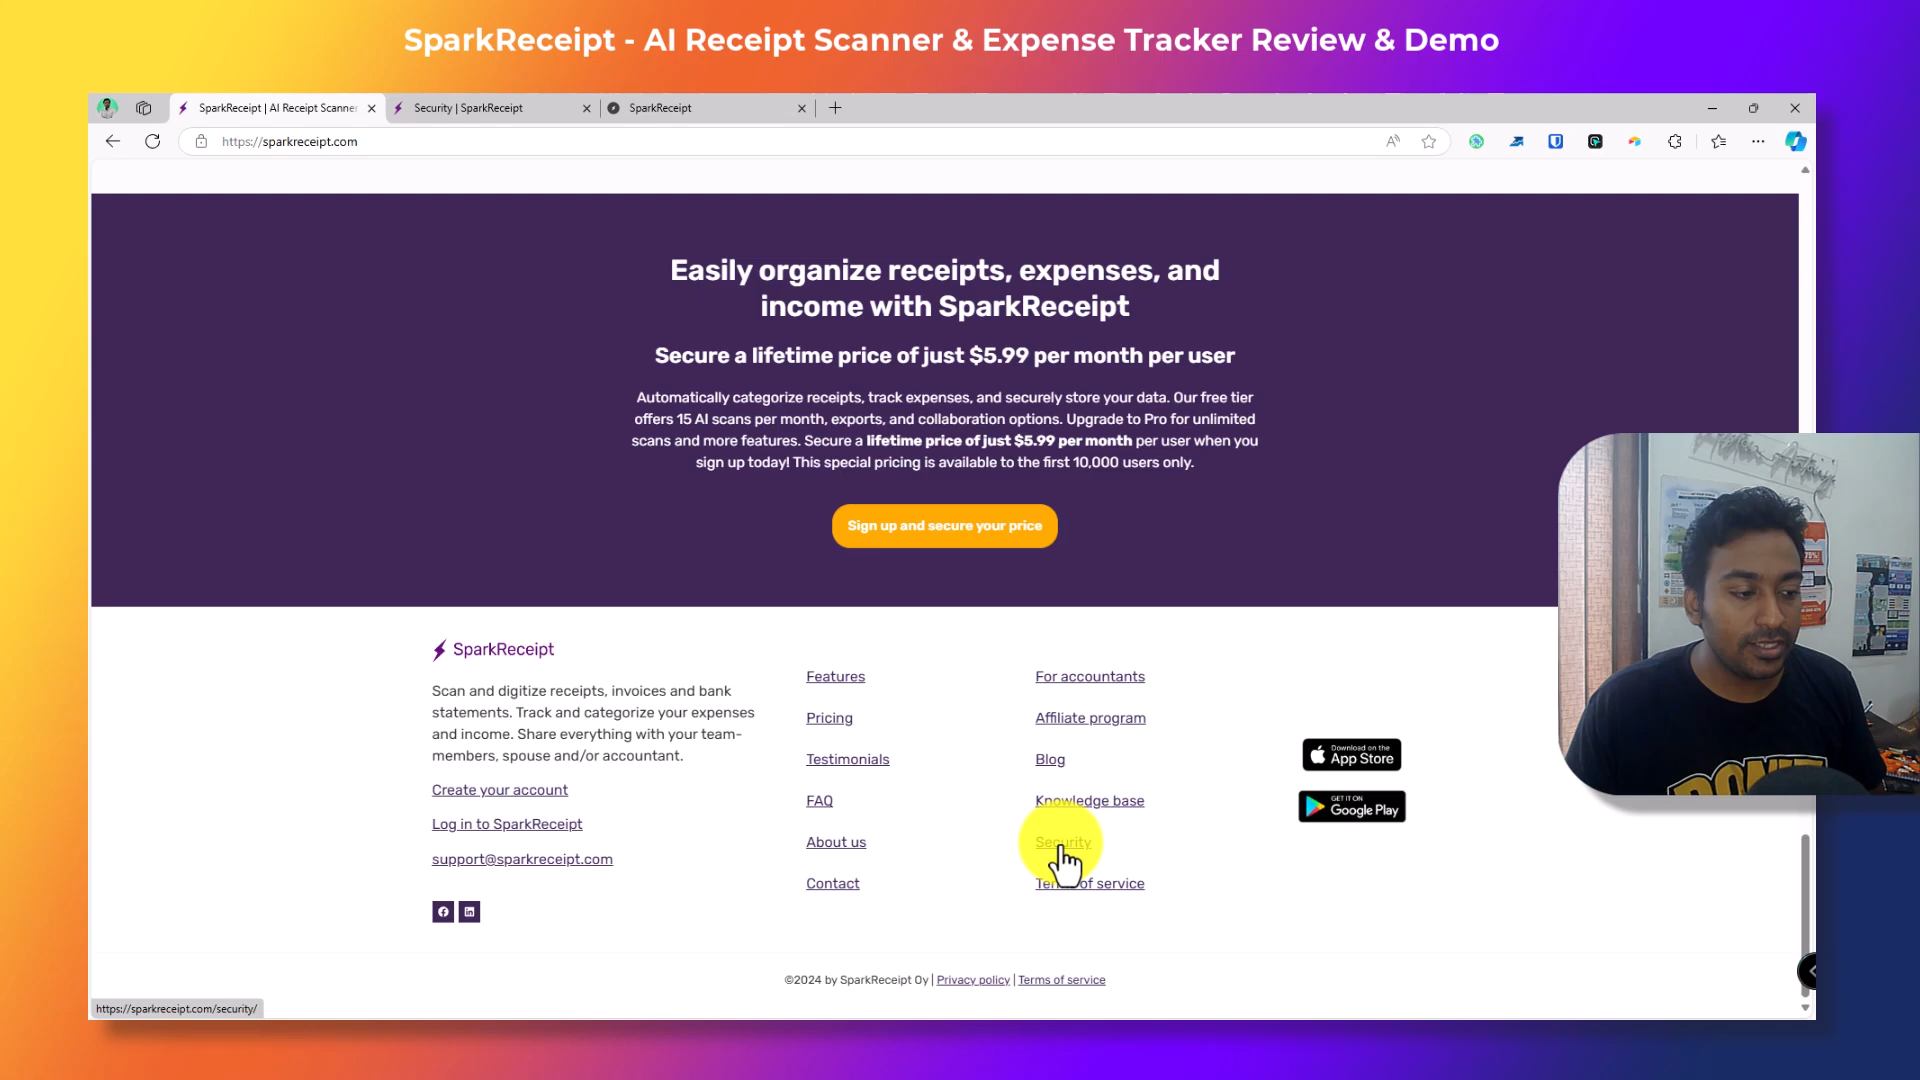 SparkReceipt - AI Receipt Scanner & Expense Tracker Review & Demo
SparkReceipt | AI Receipt Scanner
Security | SparkReceipt
SparkReceipt
https://sparkreceipt.com
Easily organize receipts, expenses, and
income with SparkReceipt
Secure a lifetime price of just $5.99 per month per user
Automatically categorize receipts, track expenses, and securely store your data. Our free tier
offers 15 AI scans per month, exports, and collaboration options. Upgrade to Pro for unlimited
scans and more features. Secure a lifetime price of just $5.99 per month per user when you
sign up today! This special pricing is available to the first 10,000 users only.
Sign up and secure your price
SparkReceipt
Scan and digitize receipts, invoices and bank
statements. Track and categorize your expenses
and income. Share everything with your team-
members, spouse and/or accountant.
Create your account
Log in to SparkReceipt
support@sparkreceipt.com
Features
Pricing
Testimonials
FAQ
About us
Contact
For accountants
Affiliate program
Blog
Knowledge base
Security
Terms of service
Download on the
App Store
GET IT ON
Google Play
©2024 by SparkReceipt Oy | Privacy policy | Terms of service
https://sparkreceipt.com/security/